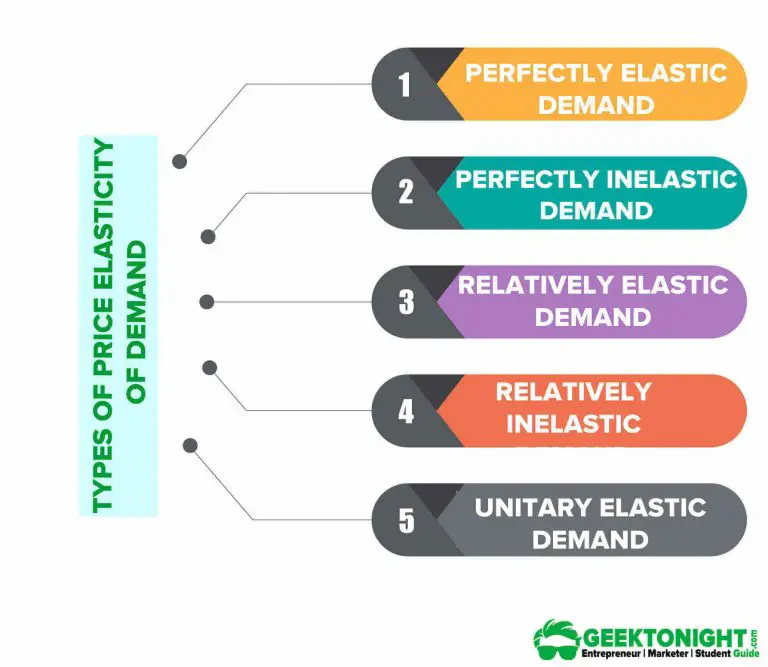 TYPES OF PRICE ELASTICITY
OF DEMAND
1
PERFECTLY ELASTIC
DEMAND
2
PERFECTLY INELASTIC
DEMAND
3
RELATIVELY ELASTIC
DEMAND
4
RELATIVELY
INELASTIC
5
UNITARY ELASTIC
DEMAND
GEEKTONIGHT.com
Entrepreneur | Marketer | Student Guide